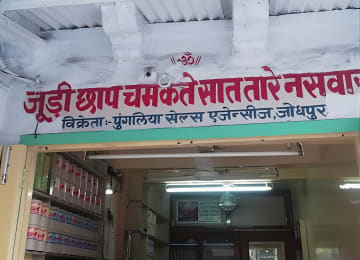 ॐ
जूड़ी छाप चमकते सात तारे नसवार
विक्रेता:- पुंगलिया सेल्स एजेन्सीज, जोधपुर